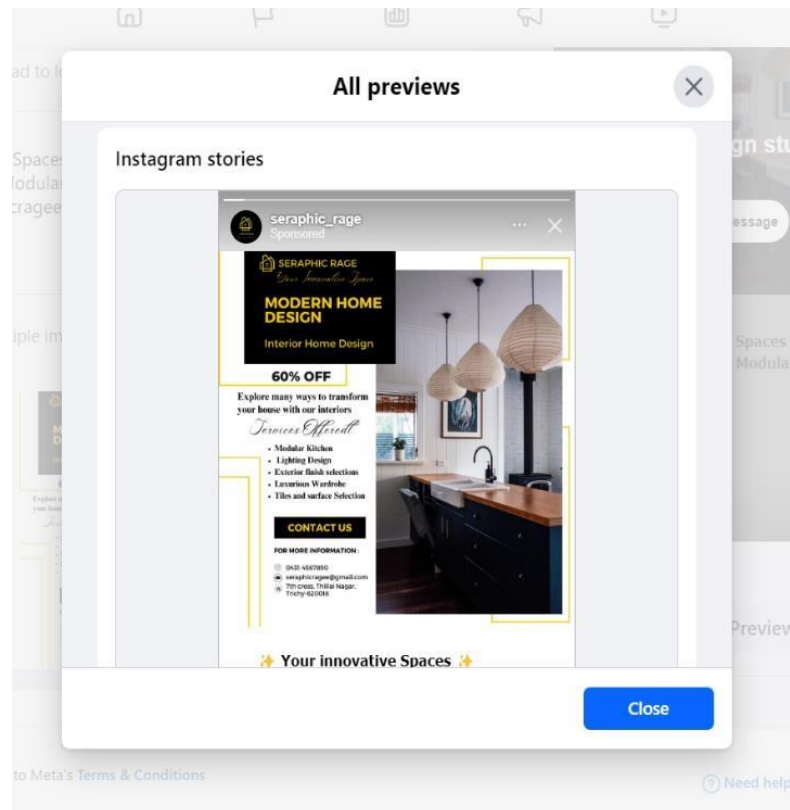 All previews
ad to l
Instagram stories
Spaces
Modular
cragee
gn stu
essage
seraphic_rage
Sponsored
SERAPHIC RAGE
Your Innovative Space
MODERN HOME
DESIGN
Interior Home Design
60% OFF
Explore many ways to transform
your house with our interiors
Services Offered!
• Modular Kitchen
• Lighting Design
• Exterior finish selections
• Luxurious Wardrobe
• Tiles and surface Selection
CONTACT US
FOR MORE INFORMATION :
0431-4567890
seraphicragee@gmail.com
7th cross, Thillai Nagar,
Trichy-620018
✨ Your innovative Spaces ✨
tiple im
Spaces
Modula
Preview
Close
to Meta's Terms & Conditions
Need help